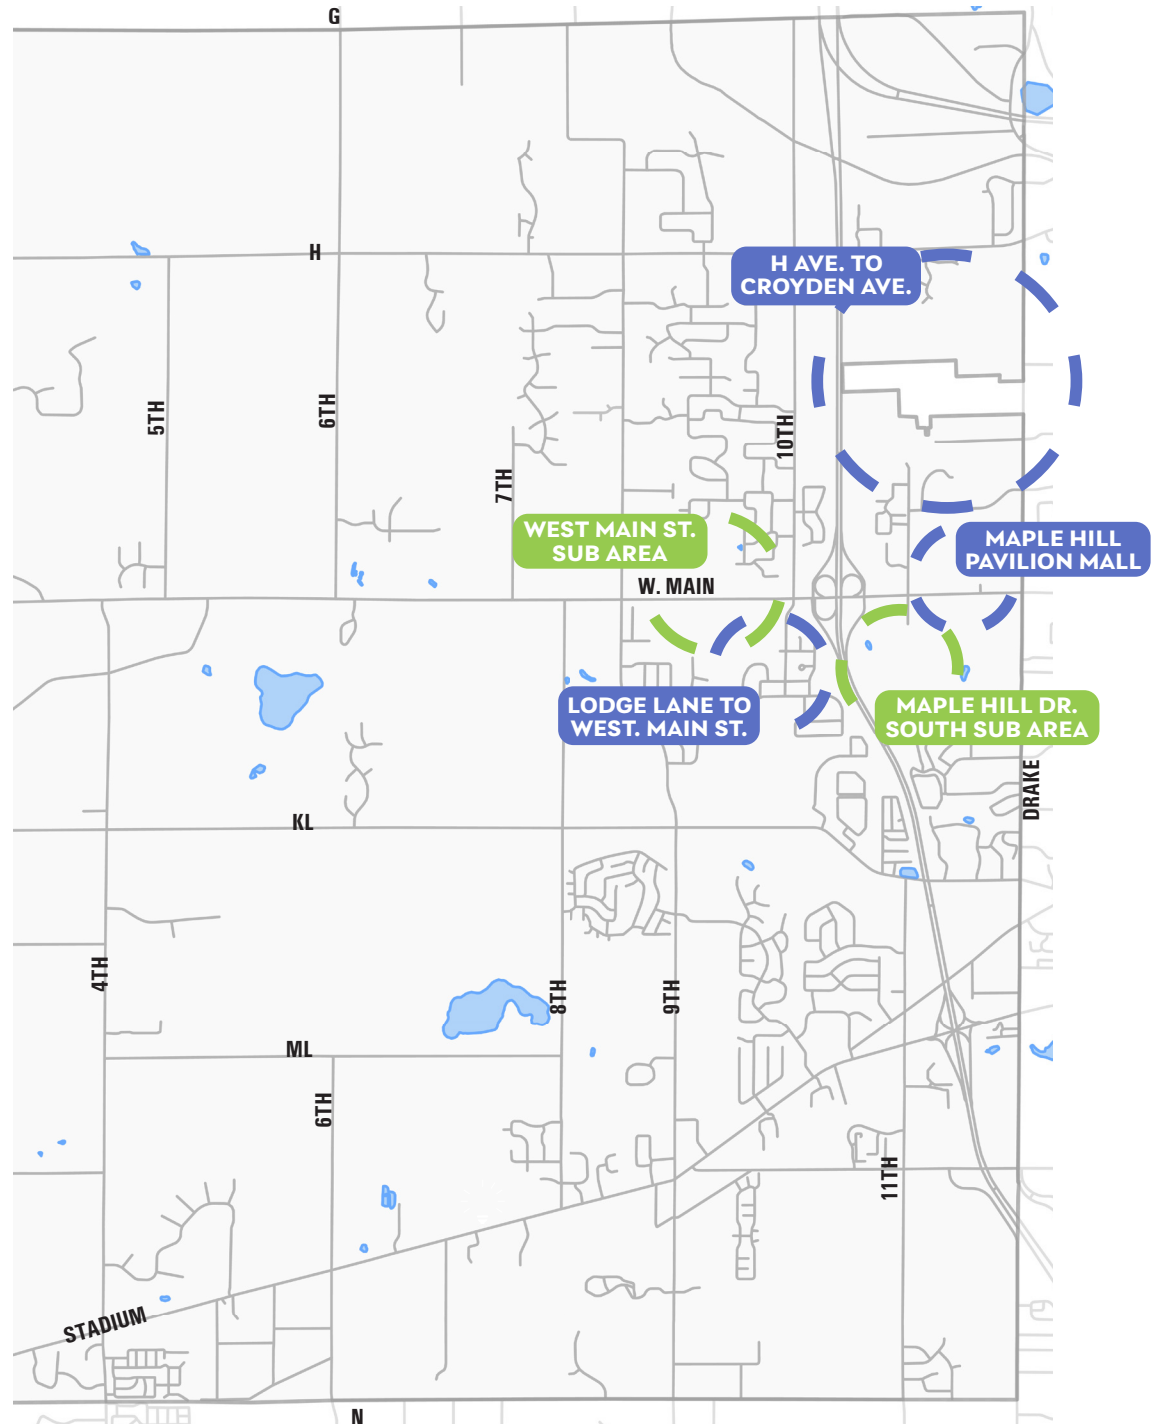 G
H
H AVE. TO
CROYDEN AVE.
5TH
6TH
10TH
7TH
WEST MAIN ST.
SUB AREA
MAPLE HILL
PAVILION MALL
W. MAIN
LODGE LANE TO
WEST. MAIN ST.
MAPLE HILL DR.
SOUTH SUB AREA
DRAKE
KL
4TH
8TH
9TH
ML
6TH
11TH
STADIUM
N